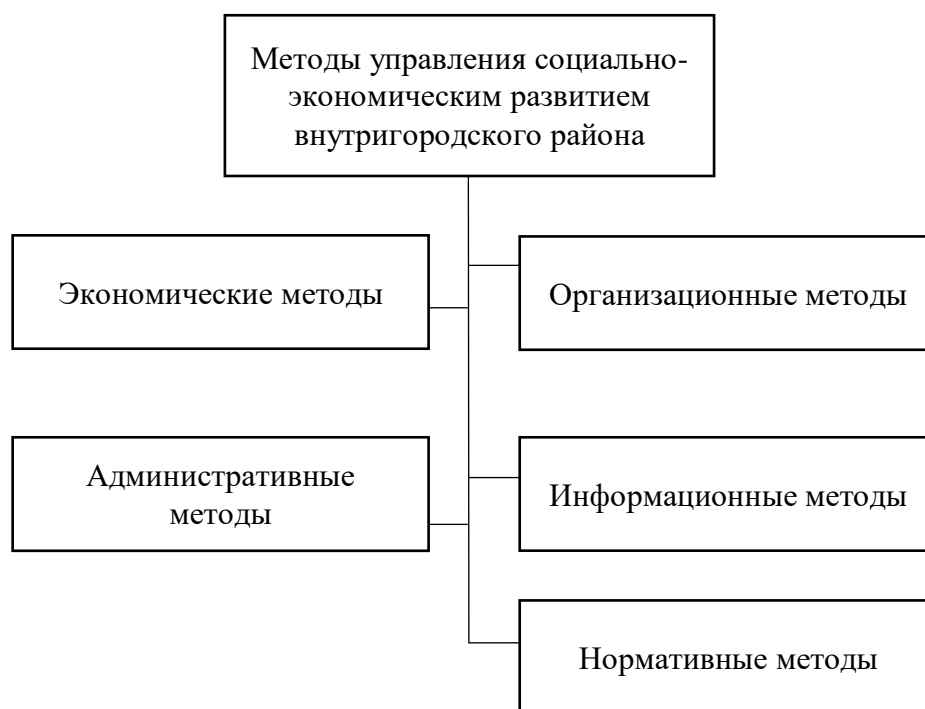 Методы управления социально-
экономическим развитием
внутригородского района
Экономические методы
Организационные методы
Административные
методы
Информационные методы
Нормативные методы